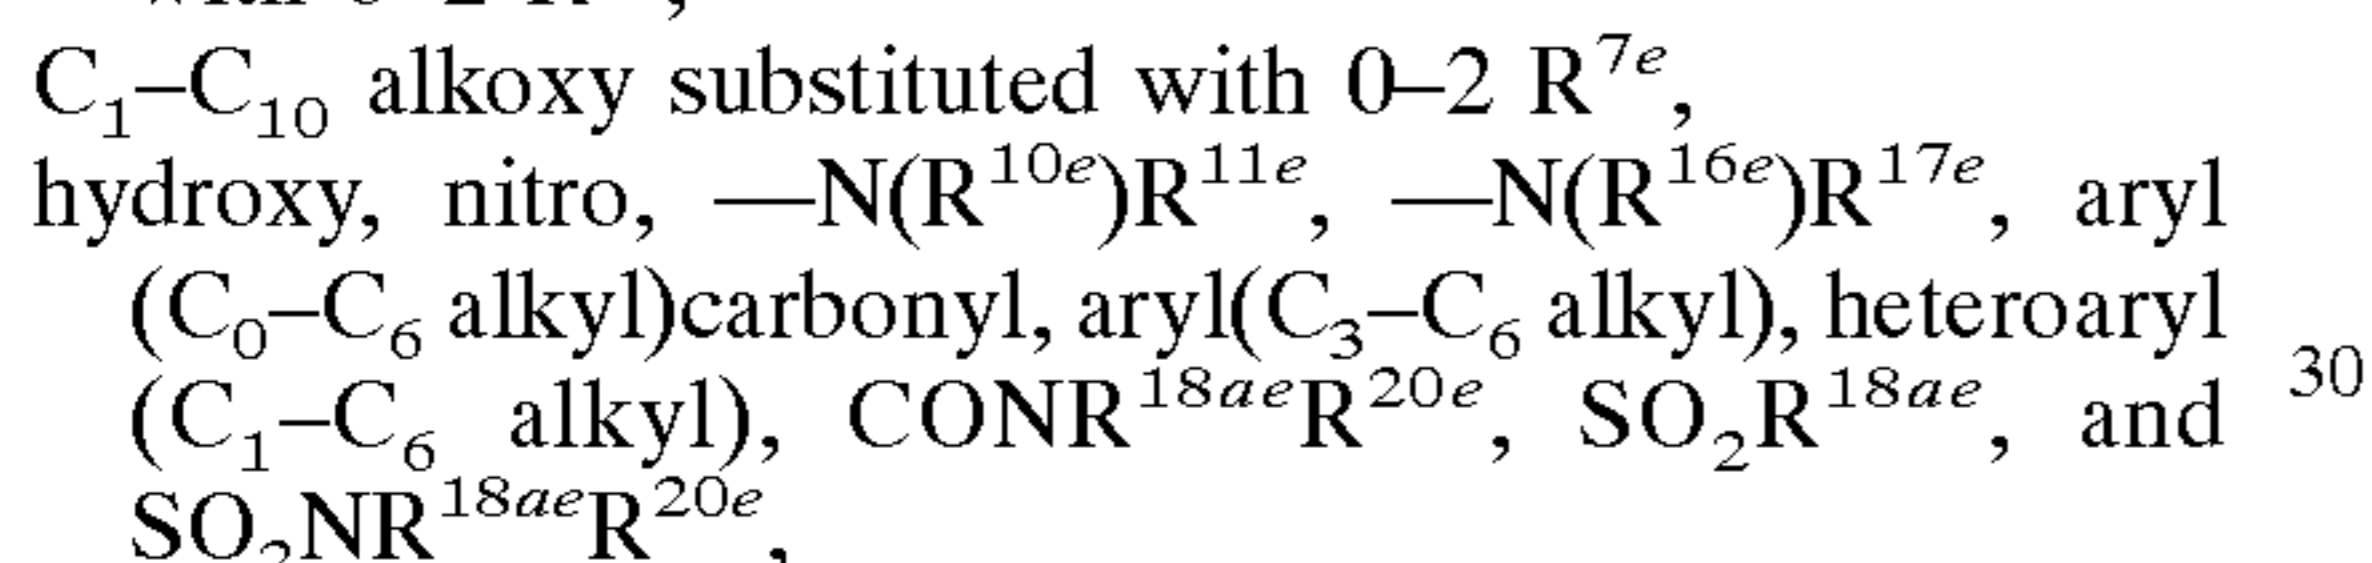 C₁–C₁₀ alkoxy substituted with 0–2 R⁷ᵉ,
hydroxy, nitro, —N(R¹⁰ᵉ)R¹¹ᵉ, —N(R¹⁶ᵉ)R¹⁷ᵉ, aryl
(C₀–C₆ alkyl)carbonyl, aryl(C₃–C₆ alkyl), heteroaryl
(C₁–C₆ alkyl), CONR¹⁸ᵃᵉR²⁰ᵉ, SO₂R¹⁸ᵃᵉ, and 30
SO₂NR¹⁸ᵃᵉR²⁰ᵉ,